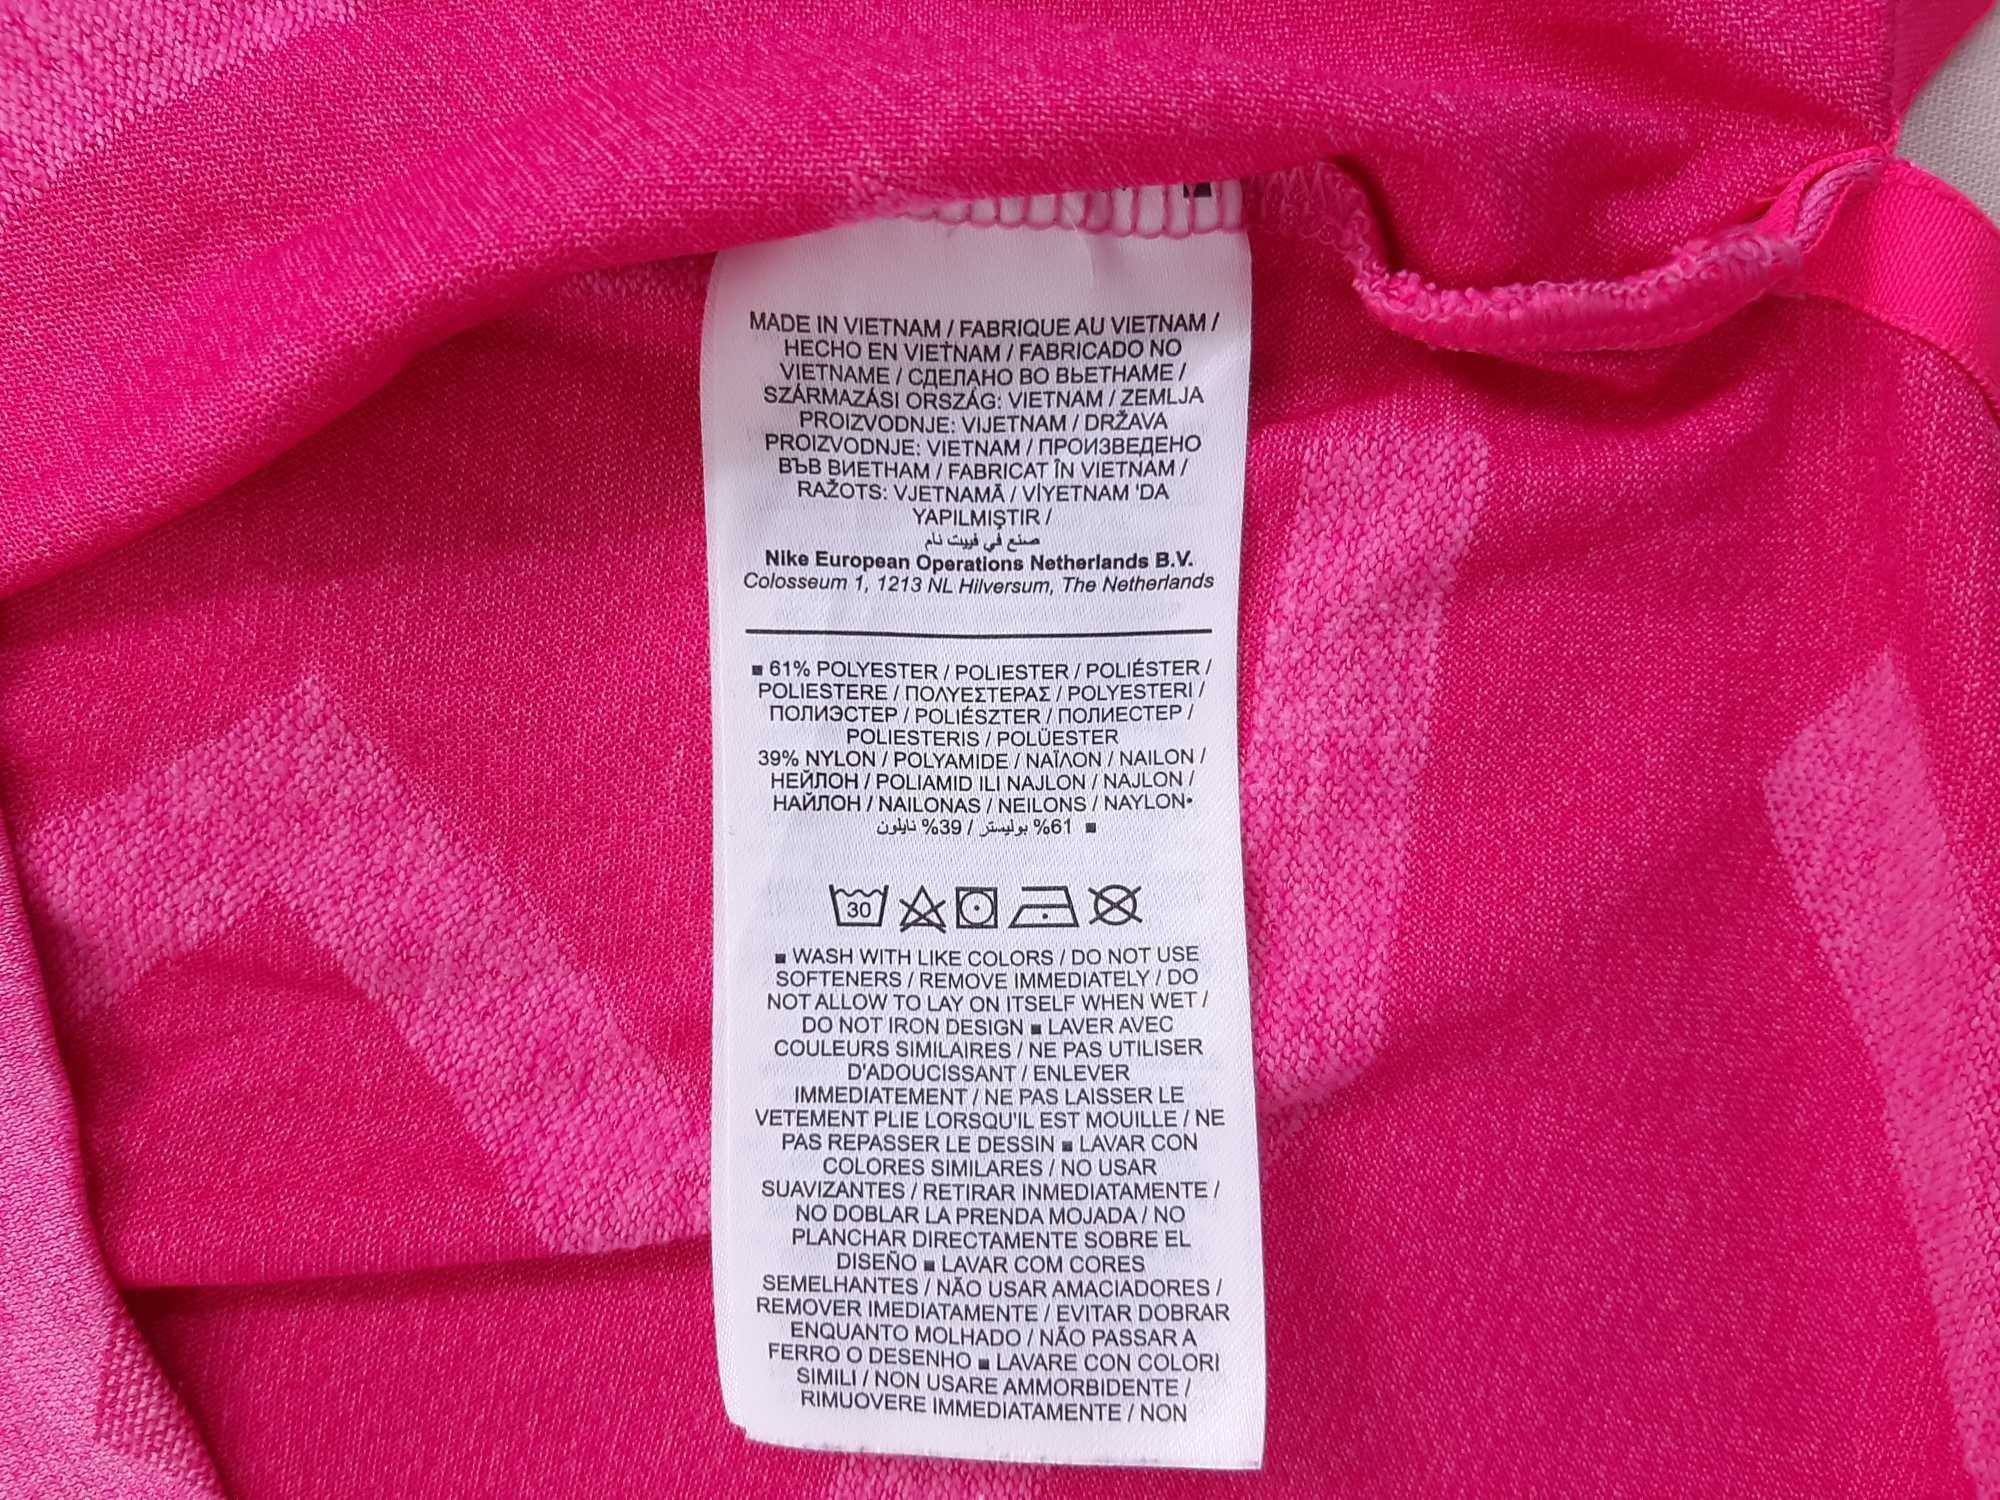 MADE IN VIETNAM / FABRIQUE AU VIETNAM /
HECHO EN VIETNAM / FABRICADO NO
VIETNAME / СДЕЛАНО ВО ВЬЕТНАМЕ /
SZÁRMAZÁSI ORSZÁG: VIETNAM / ZEMLJA
PROIZVODNJE: VIJETNAM / DRŽAVA
PROIZVODNJE: VIETNAM / ПРОИЗВЕДЕНО
ВЪВ ВИЕТНАМ / FABRICAT ÎN VIETNAM /
RAŽOTS: VJETNAMĀ / VİYETNAM 'DA
YAPILMIŞTIR /
صنع في فييت نام
Nike European Operations Netherlands B.V.
Colosseum 1, 1213 NL Hilversum, The Netherlands
■ 61% POLYESTER / POLIESTER / POLIÉSTER /
POLIESTERE / ΠΟΛΥΕΣΤΕΡΑΣ / POLYESTERI /
ПОЛИЭСТЕР / POLIÉSZTER / ПОЛИЕСТЕР /
POLIESTERIS / POLÜESTER
39% NYLON / POLYAMIDE / ΝΑΪΛΟΝ / NAILON /
НЕЙЛОН / POLIAMID ILI NAJLON / NAJLON /
НАЙЛОН / NAILONAS / NEILONS / NAYLON•
■ 61% بوليستر / 39% نايلون
30
■ WASH WITH LIKE COLORS / DO NOT USE
SOFTENERS / REMOVE IMMEDIATELY / DO
NOT ALLOW TO LAY ON ITSELF WHEN WET /
DO NOT IRON DESIGN ■ LAVER AVEC
COULEURS SIMILAIRES / NE PAS UTILISER
D'ADOUCISSANT / ENLEVER
IMMEDIATEMENT / NE PAS LAISSER LE
VETEMENT PLIE LORSQU'IL EST MOUILLE / NE
PAS REPASSER LE DESSIN ■ LAVAR CON
COLORES SIMILARES / NO USAR
SUAVIZANTES / RETIRAR INMEDIATAMENTE /
NO DOBLAR LA PRENDA MOJADA / NO
PLANCHAR DIRECTAMENTE SOBRE EL
DISEÑO ■ LAVAR COM CORES
SEMELHANTES / NÃO USAR AMACIADORES /
REMOVER IMEDIATAMENTE / EVITAR DOBRAR
ENQUANTO MOLHADO / NÃO PASSAR A
FERRO O DESENHO ■ LAVARE CON COLORI
SIMILI / NON USARE AMMORBIDENTE /
RIMUOVERE IMMEDIATAMENTE / NON